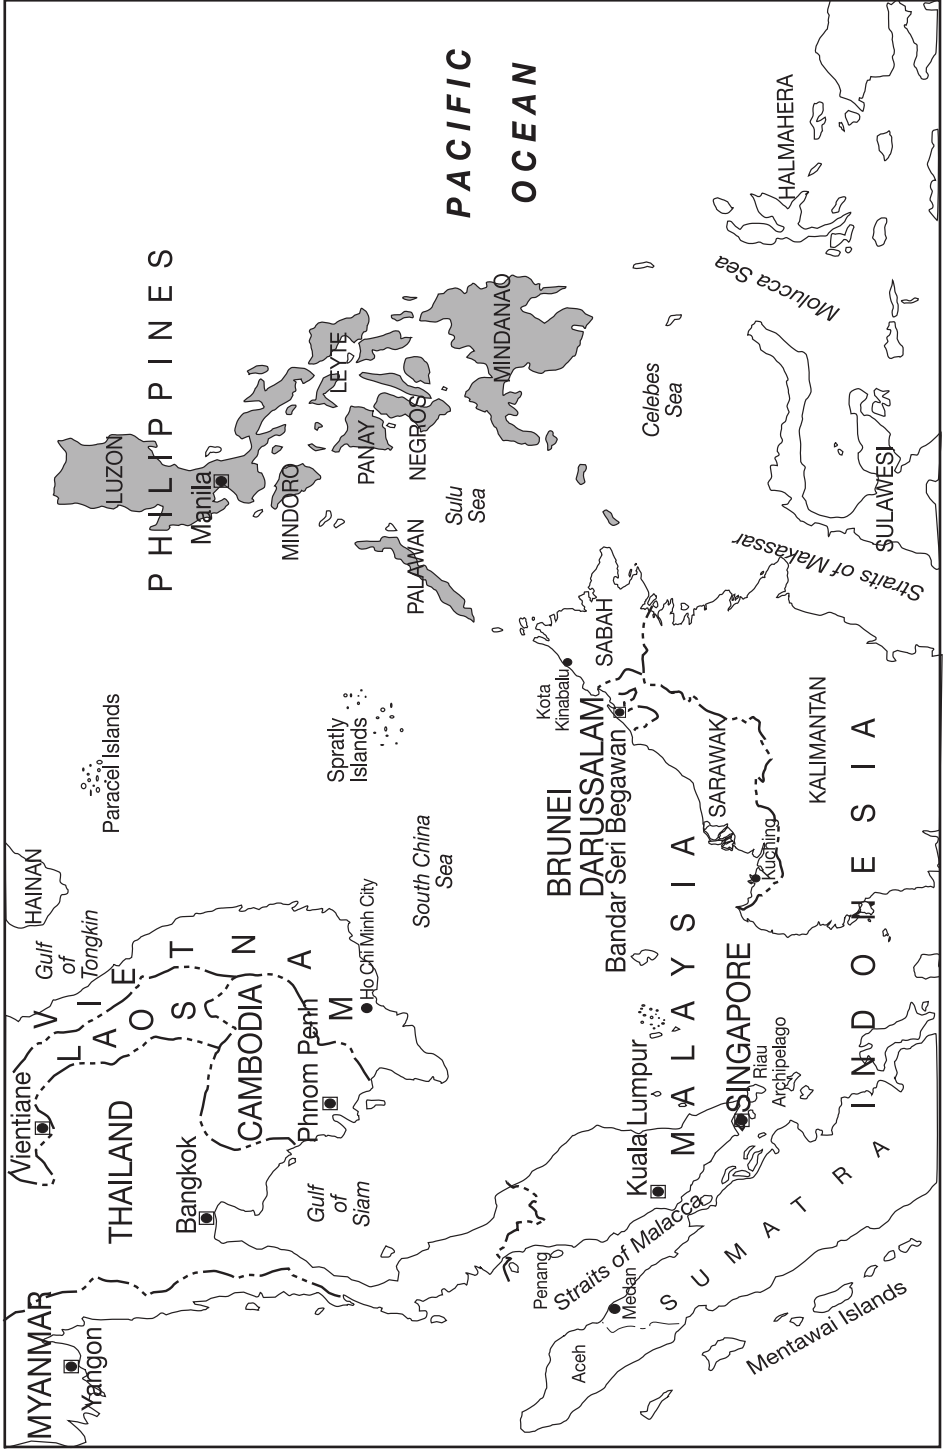 MYANMAR
Yangon
Vientiane
THAILAND
Bangkok
LAOS
VIETNAM
CAMBODIA
Phnom Penh
Ho Chi Minh City
Gulf
of
Tongkin
HAINAN
Gulf
of
Siam
Paracel Islands
Spratly
Islands
South China
Sea
PHILIPPINES
LUZON
Manila
MINDORO
LEYTE
PANAY
NEGROS
PALAWAN
MINDANAO
Sulu
Sea
Celebes
Sea
PACIFIC
OCEAN
HALMAHERA
Molucca Sea
SULAWESI
Straits of Makassar
SABAH
Kota
Kinabalu
BRUNEI
DARUSSALAM
Bandar Seri Begawan
SARAWAK
Kuching
KALIMANTAN
MALAYSIA
Kuala Lumpur
SINGAPORE
Riau
Archipelago
INDONESIA
Penang
Straits of Malacca
Medan
Aceh
SUMATRA
Mentawai Islands